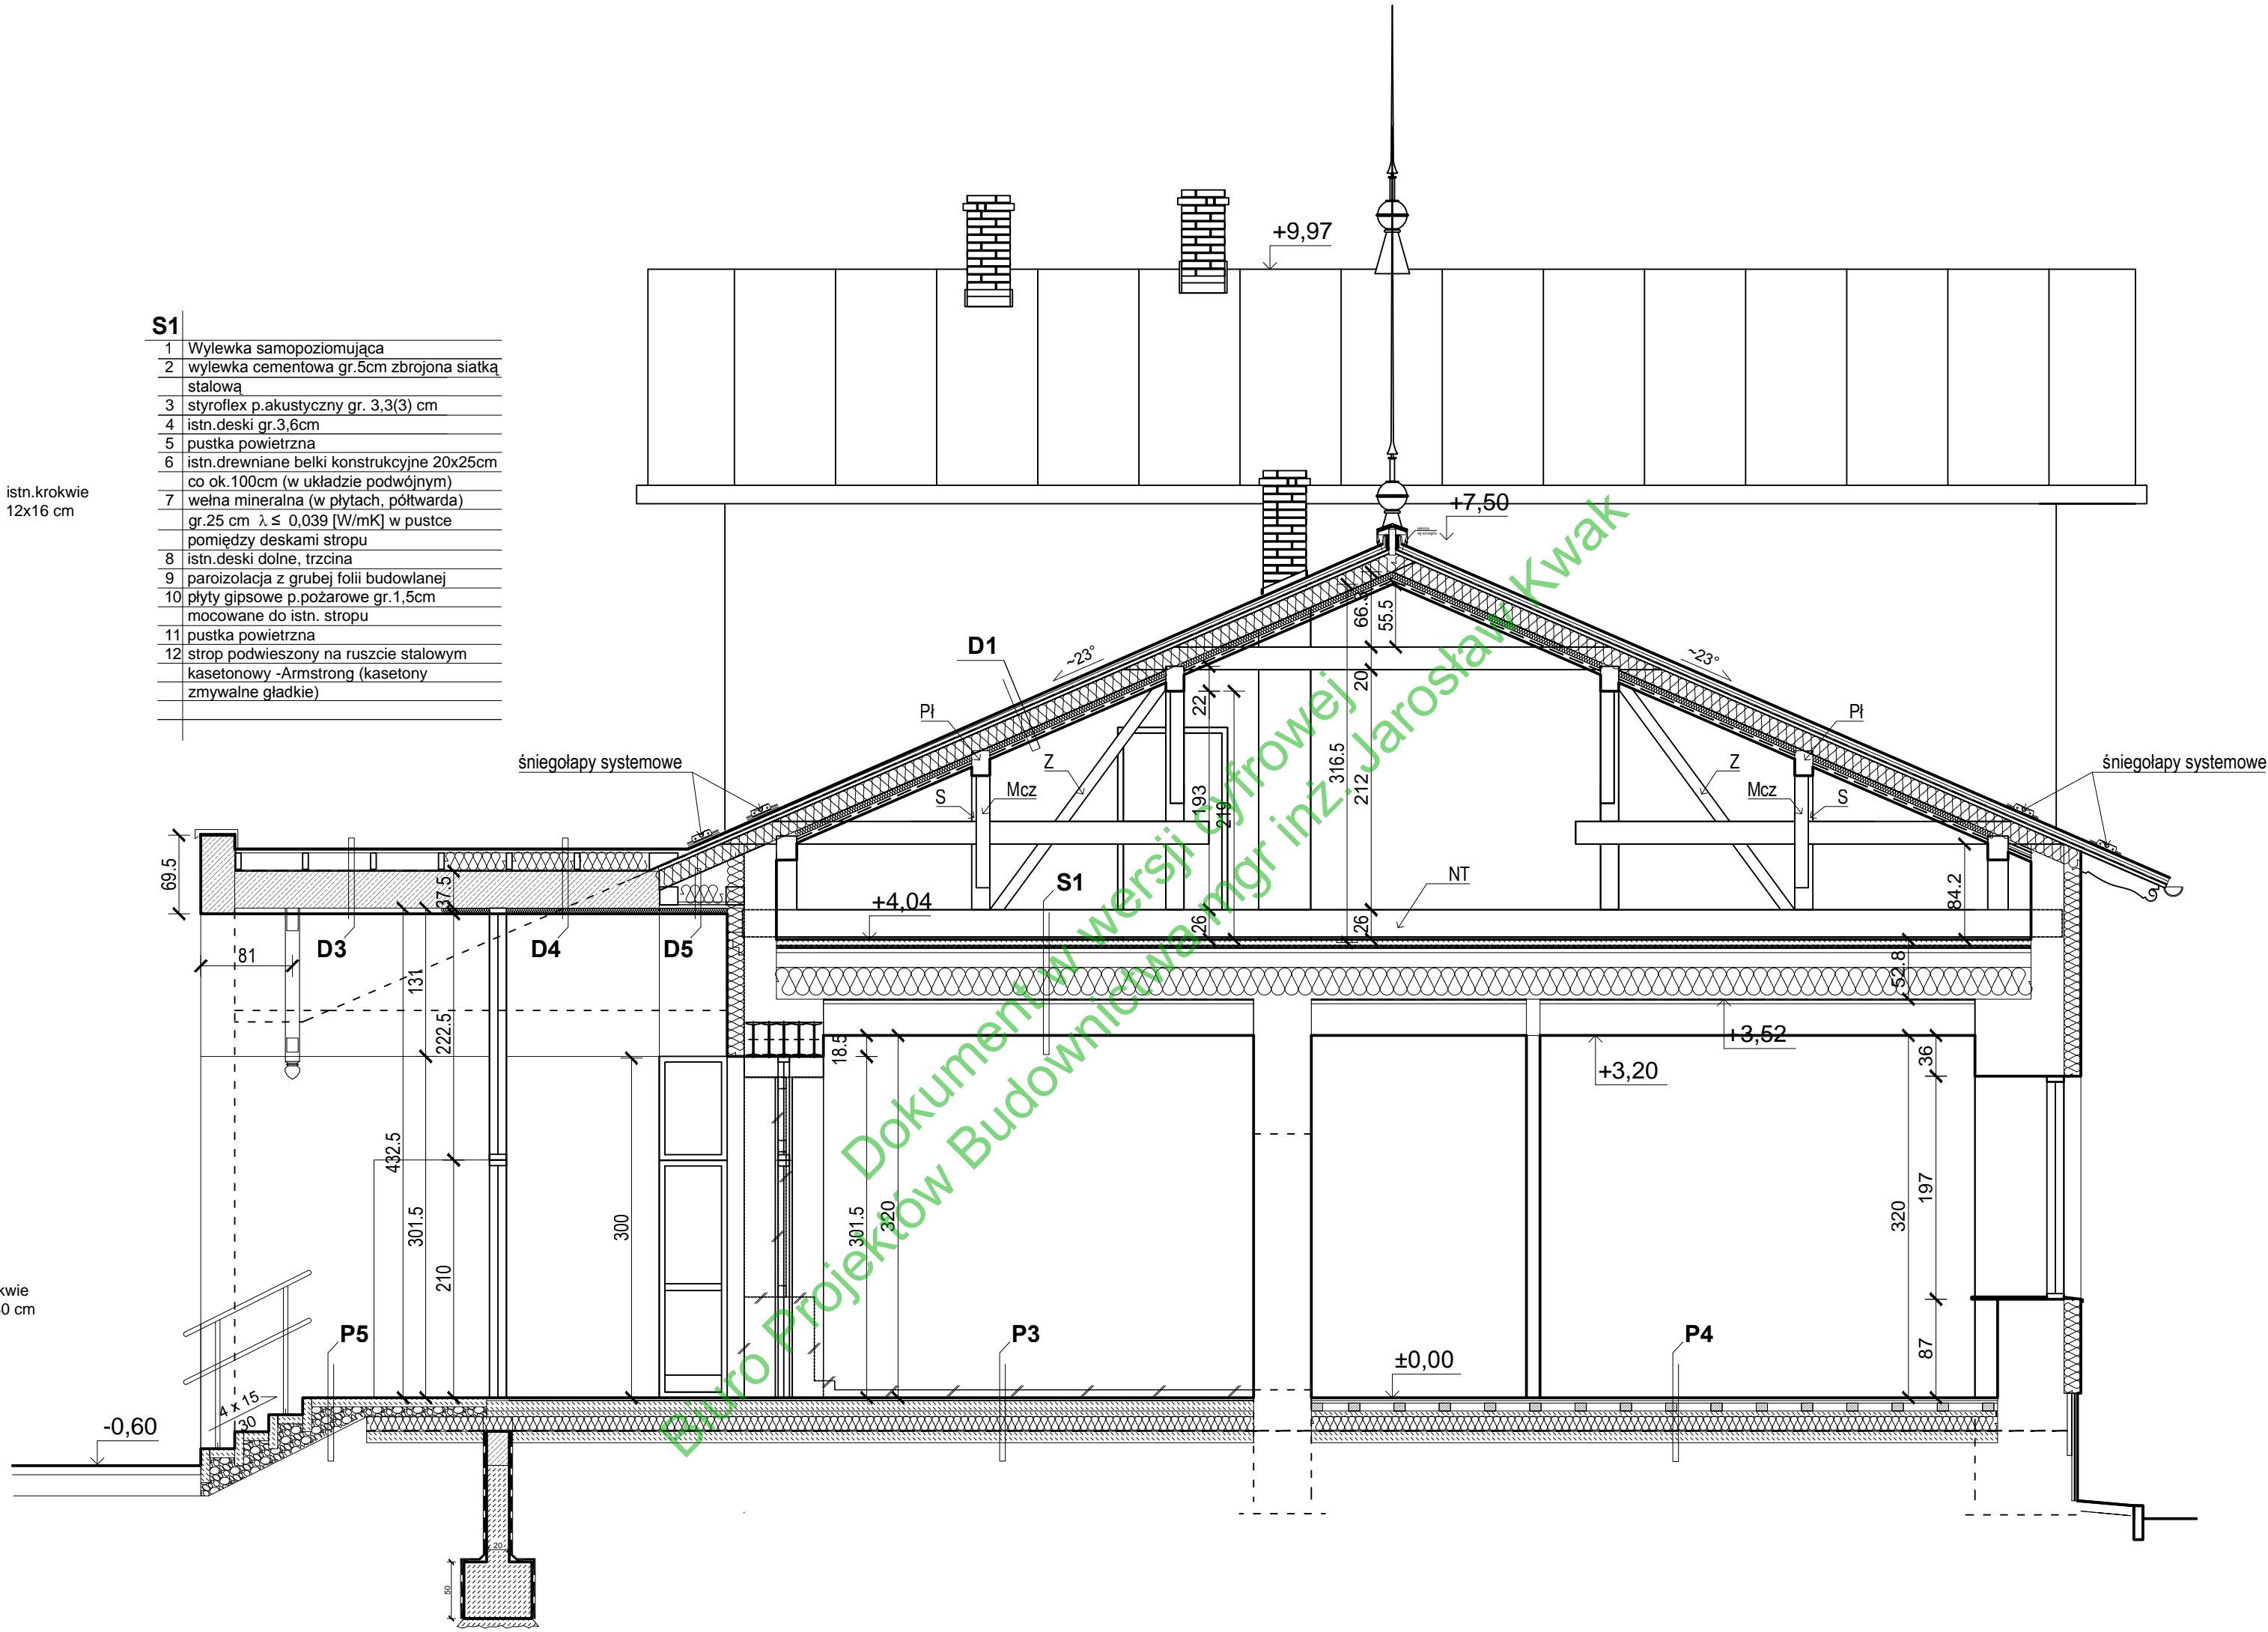 +9,97
S1
1 Wylewka samopoziomująca
2 wylewka cementowa gr.5cm zbrojona siatką
stalową
3 styroflex p.akustyczny gr. 3,3(3) cm
4 istn.deski gr.3,6cm
5 pustka powietrzna
6 istn.drewniane belki konstrukcyjne 20x25cm
co ok.100cm (w układzie podwójnym)
7 wełna mineralna (w płytach, półtwarda)
gr.25 cm λ ≤ 0,039 [W/mK] w pustce
pomiędzy deskami stropu
8 istn.deski dolne, trzcina
9 paroizolacja z grubej folii budowlanej
10 płyty gipsowe p.pożarowe gr.1,5cm
mocowane do istn. stropu
11 pustka powietrzna
12 strop podwieszony na ruszcie stalowym
kasetonowy -Armstrong (kasetony
zmywalne gładkie)
istn.krokwie
12x16 cm
+7,50
D1
~23°
~23°
66.5
55.5
20
22
Pł
Pł
śniegołapy systemowe
śniegołapy systemowe
Z
Z
S
Mcz
Mcz
S
316.5
212
193
219
69.5
37.5
NT
S1
+4,04
26
26
84.2
D3
D4
D5
81
131
52.8
222.5
18.5
+3,52
+3,20
36
432.5
301.5
300
301.5
320
320
197
210
87
P5
P3
P4
±0,00
kwie
0 cm
4 x 15
30
-0,60
20
50
Dokument w wersji cyfrowej
Biuro Projektów Budownictwa mgr inż. Jarosław Kwak